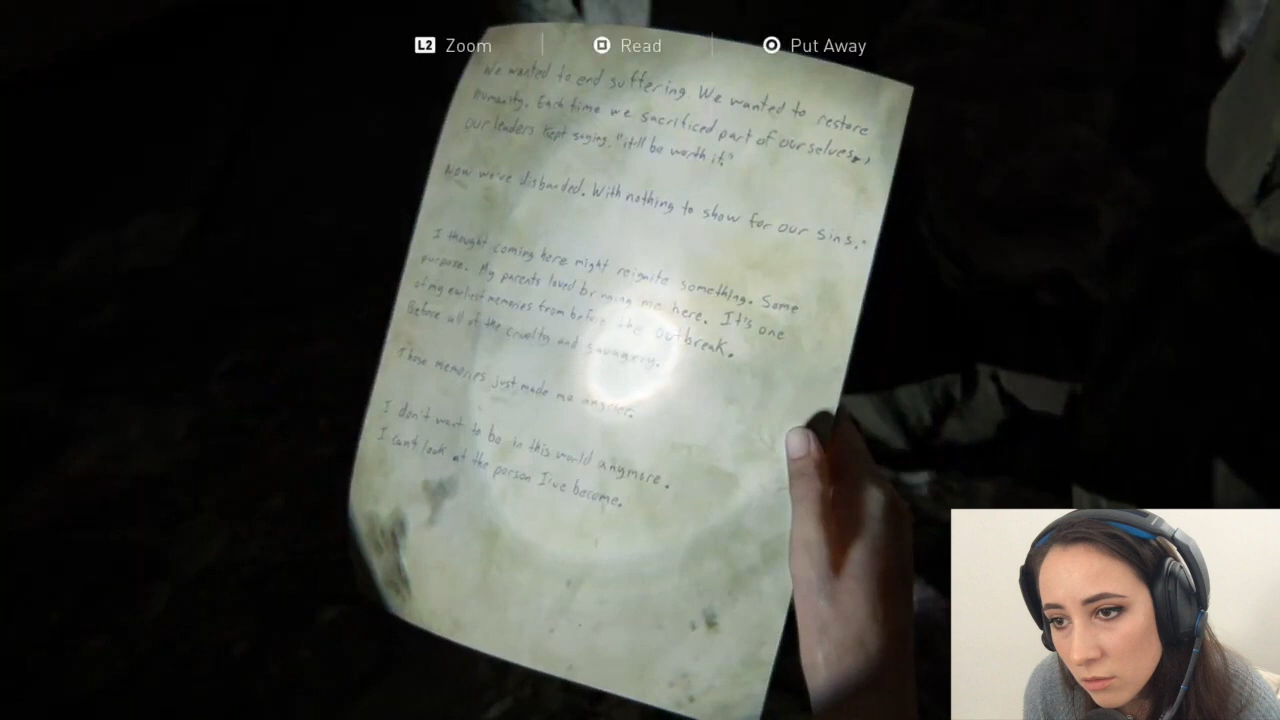 L2 Zoom Read Put Away
We wanted to end suffering. We wanted to restore
humanity. Each time we sacrificed part of ourselves,
our leaders kept saying, "it'll be worth it."
Now we've disbanded. With nothing to show for our sins.
I thought coming here might reignite something. Some
purpose. My parents loved bringing me here. It's one
of my earliest memories from before the outbreak.
Before all of the cruelty and savagery.
Those memories just made me angrier.
I don't want to be in this world anymore.
I can't look at the person I've become.